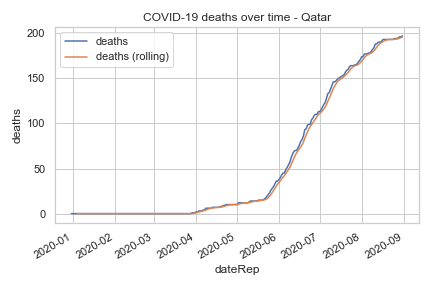 COVID-19 deaths over time - Qatar
deaths
deaths (rolling)
200
150
100
50
0
deaths
2020-01
2020-02
2020-03
2020-04
2020-05
2020-06
2020-07
2020-08
2020-09
dateRep